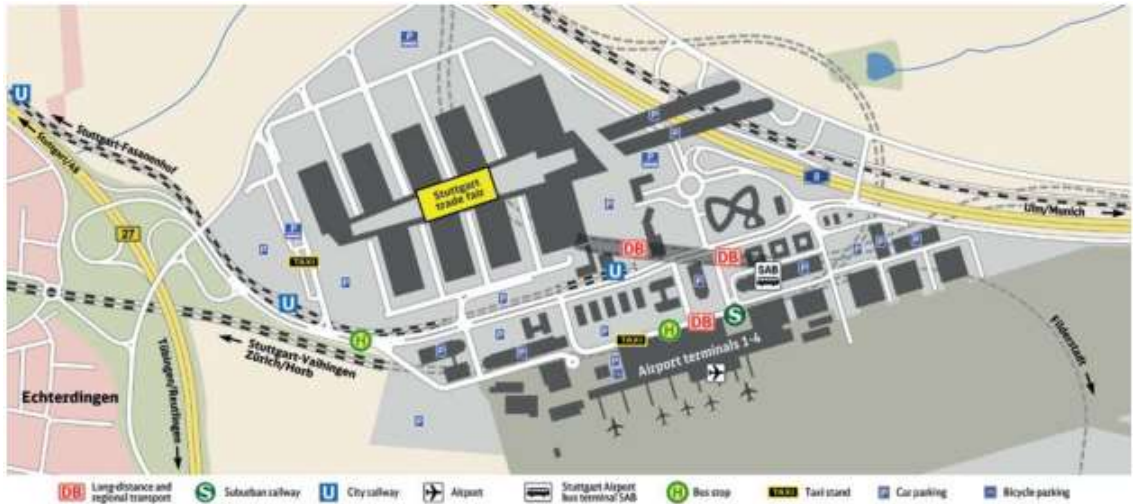 P
U
Stuttgart-Fasanenhof
Stuttgart/A8
P
P
P
8
Stuttgart
trade fair
P
Ulm/Munich
27
P
DB
P
P
TAXI
DB
SAB
P
P
U
P
U
P
P
H
DB
S
Stuttgart-Vaihingen
Zürich/Horb
P
P
P
TAXI
H
Airport terminals 1-4
Filderstadt
P
Tübingen/Reutlingen
Echterdingen
P
DB
Long-distance and
regional transport
S
Suburban railway
U
City railway
Airport
Stuttgart Airport
bus terminal SAB
H
Bus stop
TAXI
Taxi stand
P
Car parking
Bicycle parking